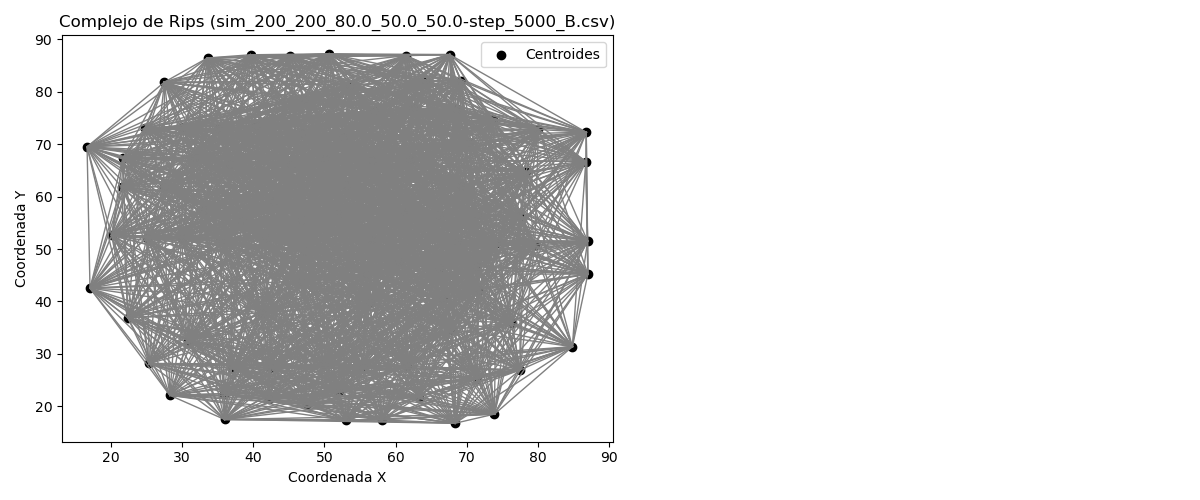 Complejo de Rips (sim_200_200_80.0_50.0_50.0-step_5000_B.csv)
Centroides
90
80
70
60
50
40
30
20
Coordenada Y
20 30 40 50 60 70 80 90
Coordenada X